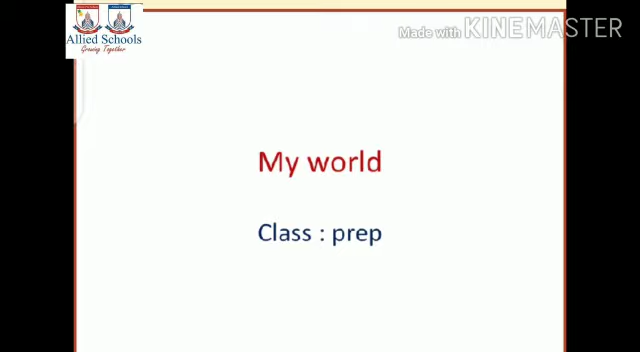 Allied Schools
Growing Together
Made with KINEMASTER
My world
Class : prep